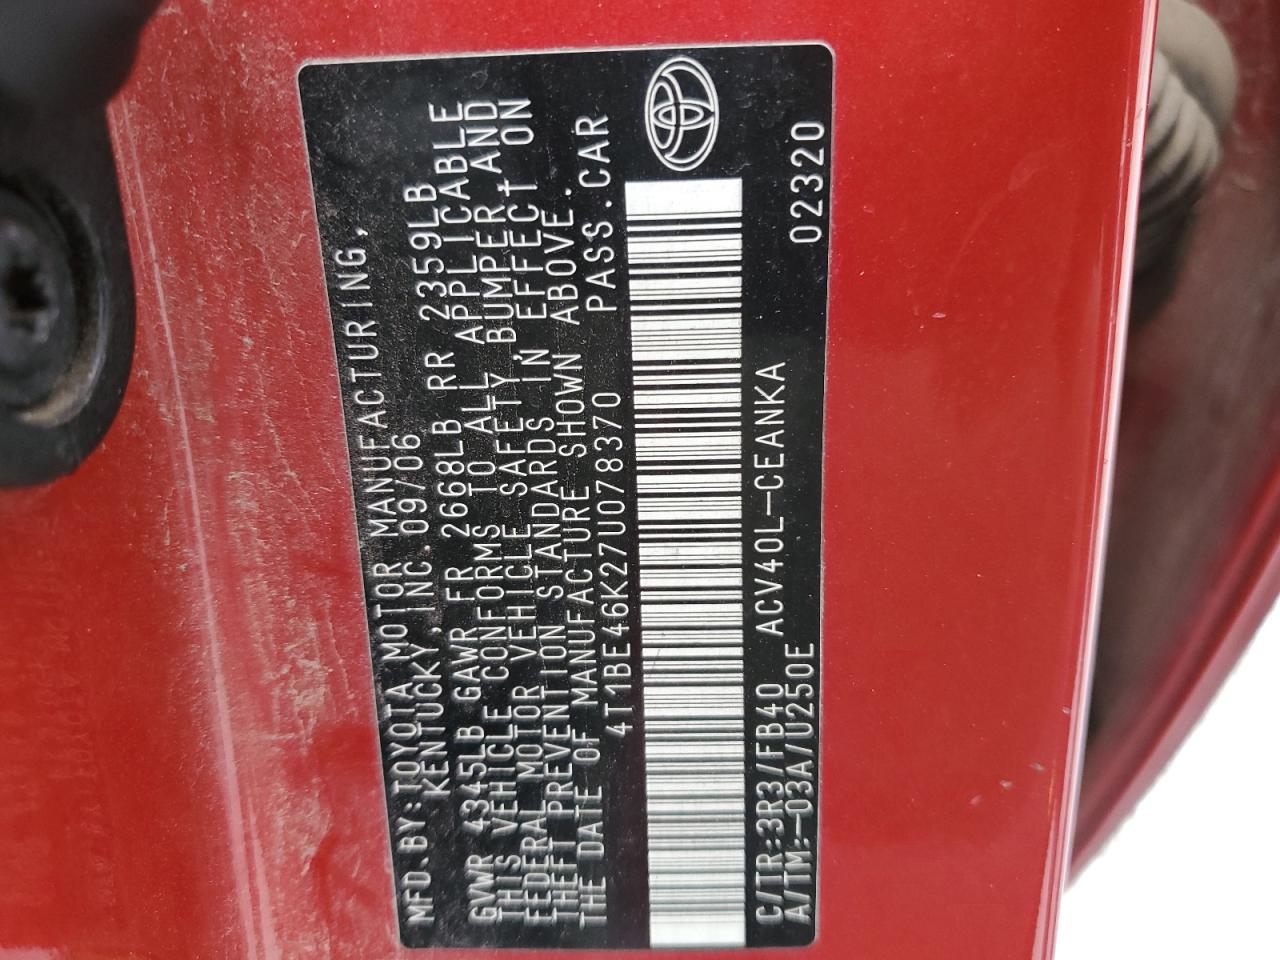 MFD.BY:TOYOTA MOTOR MANUFACTURING,
KENTUCKY,INC.09/06
GVWR 4345LB GAWR FR 2668LB RR 2359LB
THIS VEHICLE CONFORMS TO ALL APPLICABLE
FEDERAL MOTOR VEHICLE SAFETY,BUMPER,AND
THEFT PREVENTION STANDARDS IN EFFECT ON
THE DATE OF MANUFACTURE SHOWN ABOVE.
4T1BE46K27U078370 PASS.CAR
C/TR:3R3/FB40 ACV40L-CEANKA
A/TM:-03A/U250E 02320